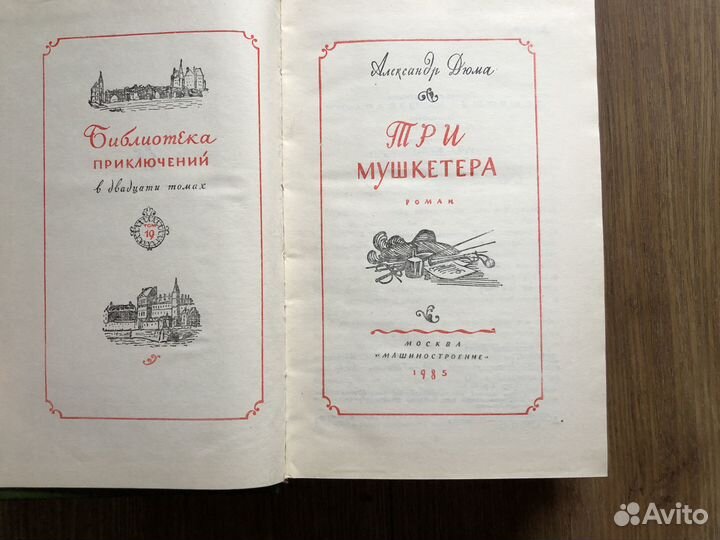 Библиотека
ПРИКЛЮЧЕНИЙ
в двадцати томах
ТОМ
19
Александр Дюма
ТРИ
МУШКЕТЕРА
РОМАН
МОСКВА
«МАШИНОСТРОЕНИЕ»
1985
Avito